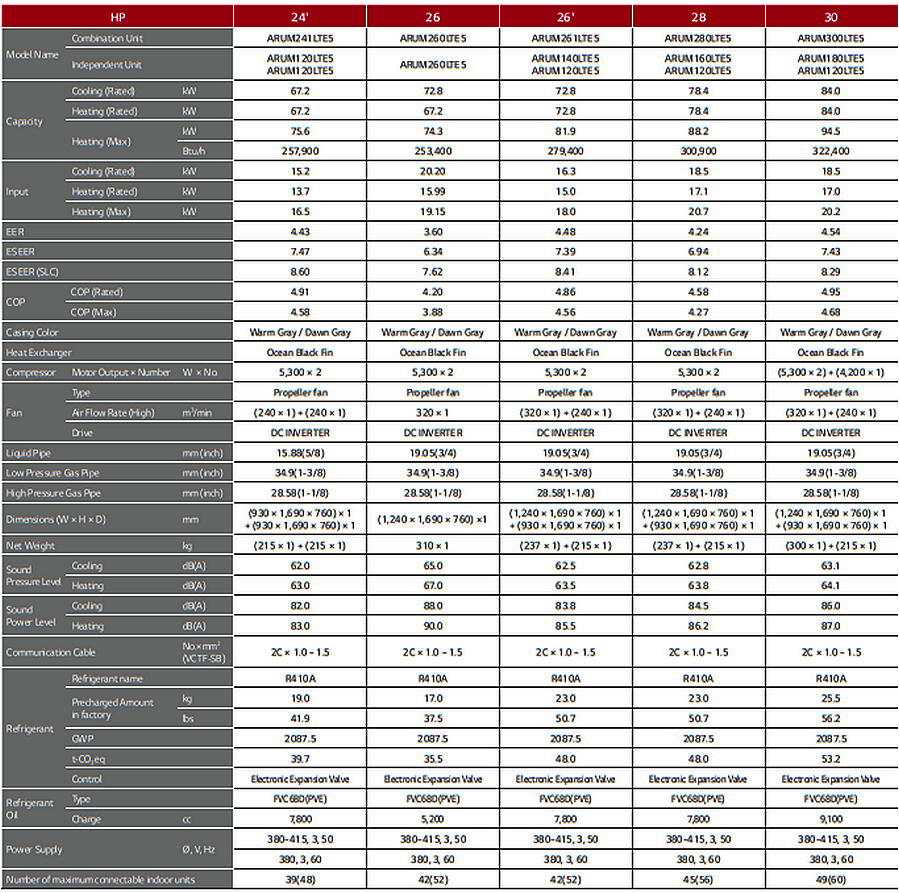 HP 24' 26 26' 28 30
Model Name Combination Unit ARUM241LTE5 ARUM260LTE5 ARUM261LTE5 ARUM280LTE5 ARUM300LTE5
Independent Unit ARUM120LTE5 ARUM120LTE5 ARUM260LTE5 ARUM140LTE5 ARUM120LTE5 ARUM160LTE5 ARUM120LTE5 ARUM180LTE5 ARUM120LTE5
Capacity Cooling (Rated) kW 67.2 72.8 72.8 78.4 84.0
Heating (Rated) kW 67.2 67.2 72.8 78.4 84.0
Heating (Max) kW 75.6 74.3 81.9 88.2 94.5
Btu/h 257,900 253,400 279,400 300,900 322,400
Input Cooling (Rated) kW 15.2 20.20 16.3 18.5 18.5
Heating (Rated) kW 13.7 15.99 15.0 17.1 17.0
Heating (Max) kW 16.5 19.15 18.0 20.7 20.2
EER 4.43 3.60 4.48 4.24 4.54
ESEER 7.47 6.34 7.39 6.94 7.43
ESEER (SLC) 8.60 7.62 8.41 8.12 8.29
COP COP (Rated) 4.91 4.20 4.86 4.58 4.95
COP (Max) 4.58 3.88 4.56 4.27 4.68
Casing Color Warm Gray / Dawn Gray Warm Gray / Dawn Gray Warm Gray / Dawn Gray Warm Gray / Dawn Gray Warm Gray / Dawn Gray
Heat Exchanger Ocean Black Fin Ocean Black Fin Ocean Black Fin Ocean Black Fin Ocean Black Fin
Compressor Motor Output × Number W × No 5,300 × 2 5,300 × 2 5,300 × 2 5,300 × 2 (5,300 × 2) + (4,200 × 1)
Fan Type Propeller fan Propeller fan Propeller fan Propeller fan Propeller fan
Air Flow Rate (High) m³/min (240 × 1) + (240 × 1) 320 × 1 (320 × 1) + (240 × 1) (320 × 1) + (240 × 1) (320 × 1) + (240 × 1)
Drive DC INVERTER DC INVERTER DC INVERTER DC INVERTER DC INVERTER
Liquid Pipe mm (inch) 15.88(5/8) 19.05(3/4) 19.05(3/4) 19.05(3/4) 19.05(3/4)
Low Pressure Gas Pipe mm (inch) 34.9(1-3/8) 34.9(1-3/8) 34.9(1-3/8) 34.9(1-3/8) 34.9(1-3/8)
High Pressure Gas Pipe mm (inch) 28.58(1-1/8) 28.58(1-1/8) 28.58(1-1/8) 28.58(1-1/8) 28.58(1-1/8)
Dimensions (W × H × D) mm (930 × 1,690 × 760) × 1 + (930 × 1,690 × 760) × 1 (1,240 × 1,690 × 760) ×1 (1,240 × 1,690 × 760) × 1 + (930 × 1,690 × 760) × 1 (1,240 × 1,690 × 760) × 1 + (930 × 1,690 × 760) × 1 (1,240 × 1,690 × 760) × 1 + (930 × 1,690 × 760) × 1
Net Weight kg (215 × 1) + (215 × 1) 310 × 1 (237 × 1) + (215 × 1) (237 × 1) + (215 × 1) (300 × 1) + (215 × 1)
Sound Pressure Level Cooling dB(A) 62.0 65.0 62.5 62.8 63.1
Heating dB(A) 63.0 67.0 63.5 63.8 64.1
Sound Power Level Cooling dB(A) 82.0 88.0 83.8 84.5 86.0
Heating dB(A) 83.0 90.0 85.5 86.2 87.0
Communication Cable No.×mm² (VCTF-SB) 2C × 1.0 – 1.5 2C × 1.0 – 1.5 2C × 1.0 – 1.5 2C × 1.0 – 1.5 2C × 1.0 – 1.5
Refrigerant Refrigerant name R410A R410A R410A R410A R410A
Precharged Amount in factory kg 19.0 17.0 23.0 23.0 25.5
lbs 41.9 37.5 50.7 50.7 56.2
GWP 2087.5 2087.5 2087.5 2087.5 2087.5
t-CO₂eq 39.7 35.5 48.0 48.0 53.2
Control Electronic Expansion Valve Electronic Expansion Valve Electronic Expansion Valve Electronic Expansion Valve Electronic Expansion Valve
Refrigerant Oil Type FVC68D(PVE) FVC68D(PVE) FVC68D(PVE) FVC68D(PVE) FVC68D(PVE)
Charge cc 7,800 5,200 7,800 7,800 9,100
Power Supply Ø, V, Hz 380-415, 3, 50 380-415, 3, 50 380-415, 3, 50 380-415, 3, 50 380-415, 3, 50
380, 3, 60 380, 3, 60 380, 3, 60 380, 3, 60 380, 3, 60
Number of maximum connectable indoor units 39(48) 42(52) 42(52) 45(56) 49(60)